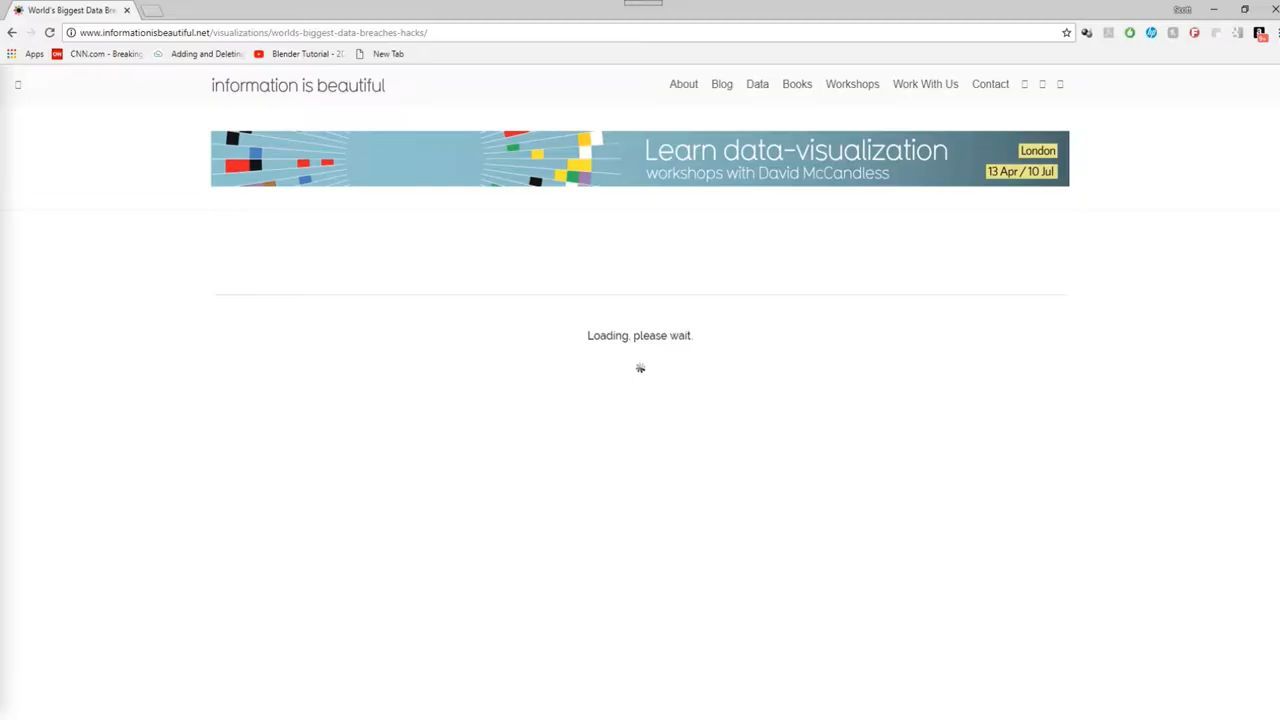 World's Biggest Data Bre
Scott
www.informationisbeautiful.net/visualizations/worlds-biggest-data-breaches-hacks/
Apps CNN.com - Breaking Adding and Deleting Blender Tutorial - 20 New Tab
information is beautiful
About Blog Data Books Workshops Work With Us Contact
Learn data-visualization
workshops with David McCandless
London
13 Apr / 10 Jul
Loading, please wait.